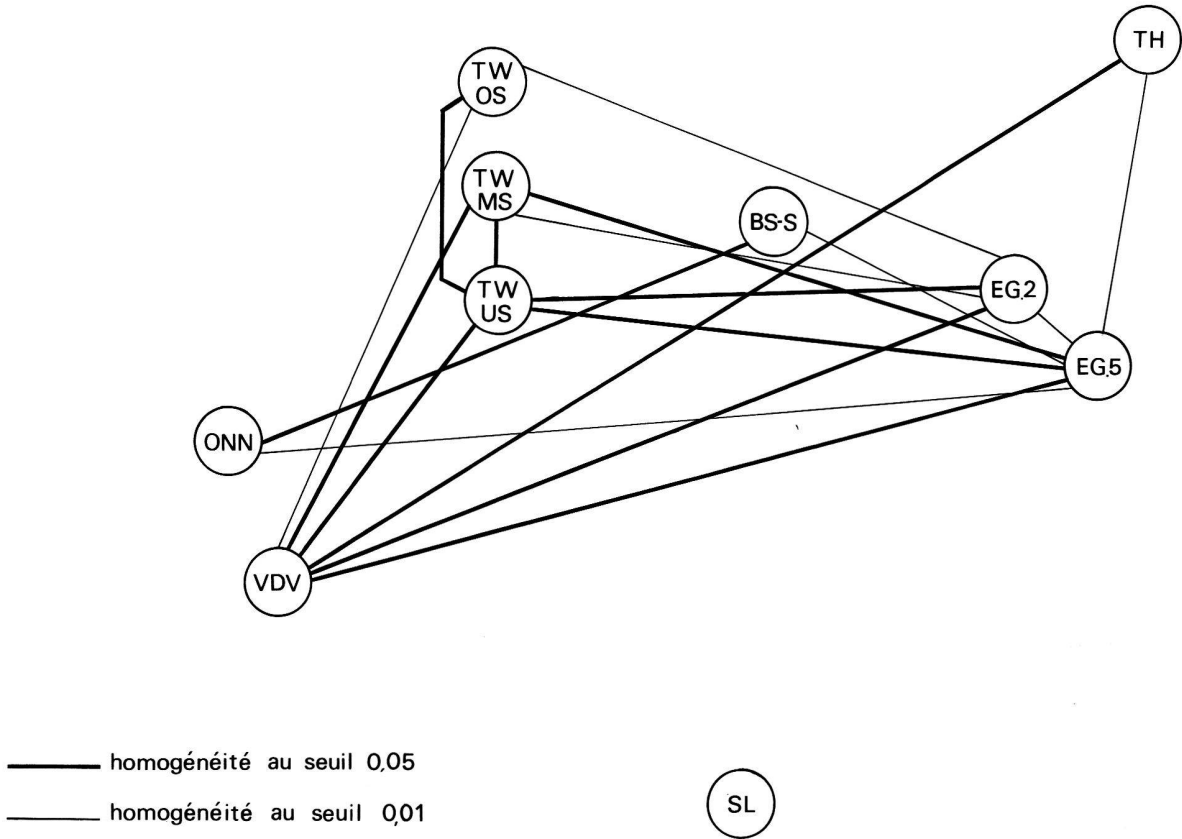 TH
TW
OS
TW
MS
BS-S
TW
US
EG.2
EG.5
ONN
VDV
homogénéité au seuil 0,05
homogénéité au seuil 0,01
SL